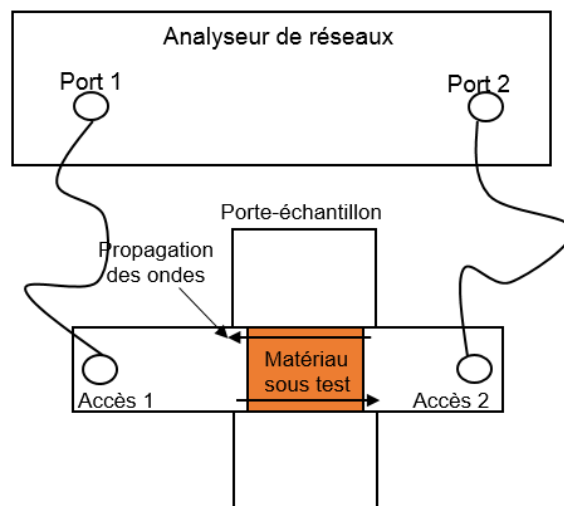 Analyseur de réseaux
Port 1
Port 2
Porte-échantillon
Propagation
des ondes
Matériau
sous test
Accès 1
Accès 2